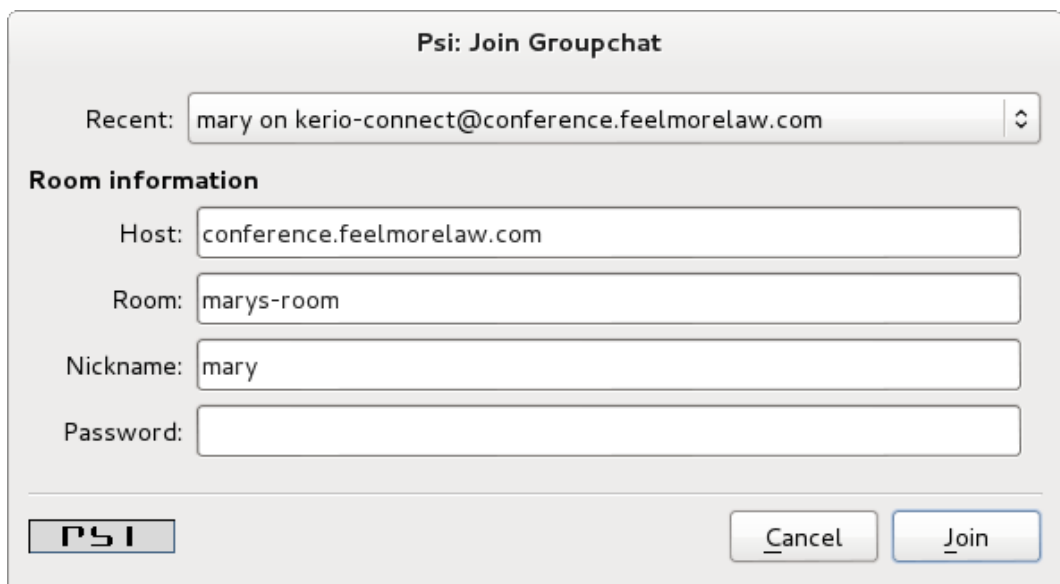 Psi: Join Groupchat
Recent: mary on kerio-connect@conference.feelmorelaw.com
Room information
Host: conference.feelmorelaw.com
Room: marys-room
Nickname: mary
Password:
PSI Cancel Join